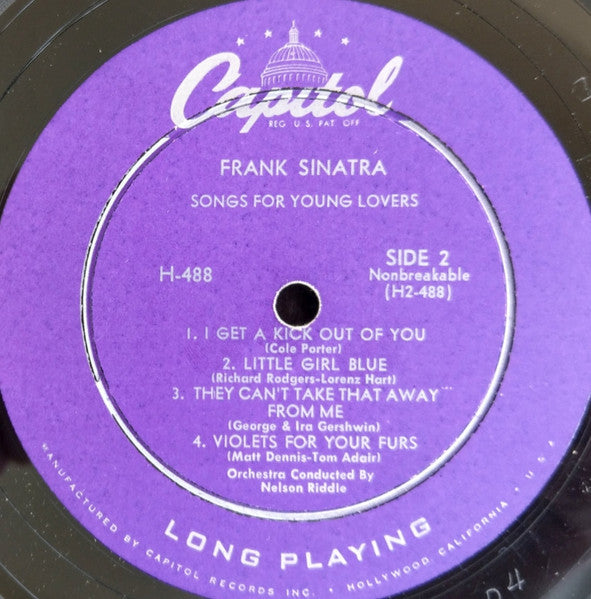 Capitol
REG. U.S. PAT. OFF.
FRANK SINATRA
SONGS FOR YOUNG LOVERS
H-488
SIDE 2
Nonbreakable
(H2-488)
1. I GET A KICK OUT OF YOU
(Cole Porter)
2. LITTLE GIRL BLUE
(Richard Rodgers-Lorenz Hart)
3. THEY CAN'T TAKE THAT AWAY
FROM ME
(George & Ira Gershwin)
4. VIOLETS FOR YOUR FURS
(Matt Dennis-Tom Adair)
Orchestra Conducted By
Nelson Riddle
LONG PLAYING
MANUFACTURED BY CAPITOL RECORDS INC. • HOLLYWOOD, CALIFORNIA • U.S.A.